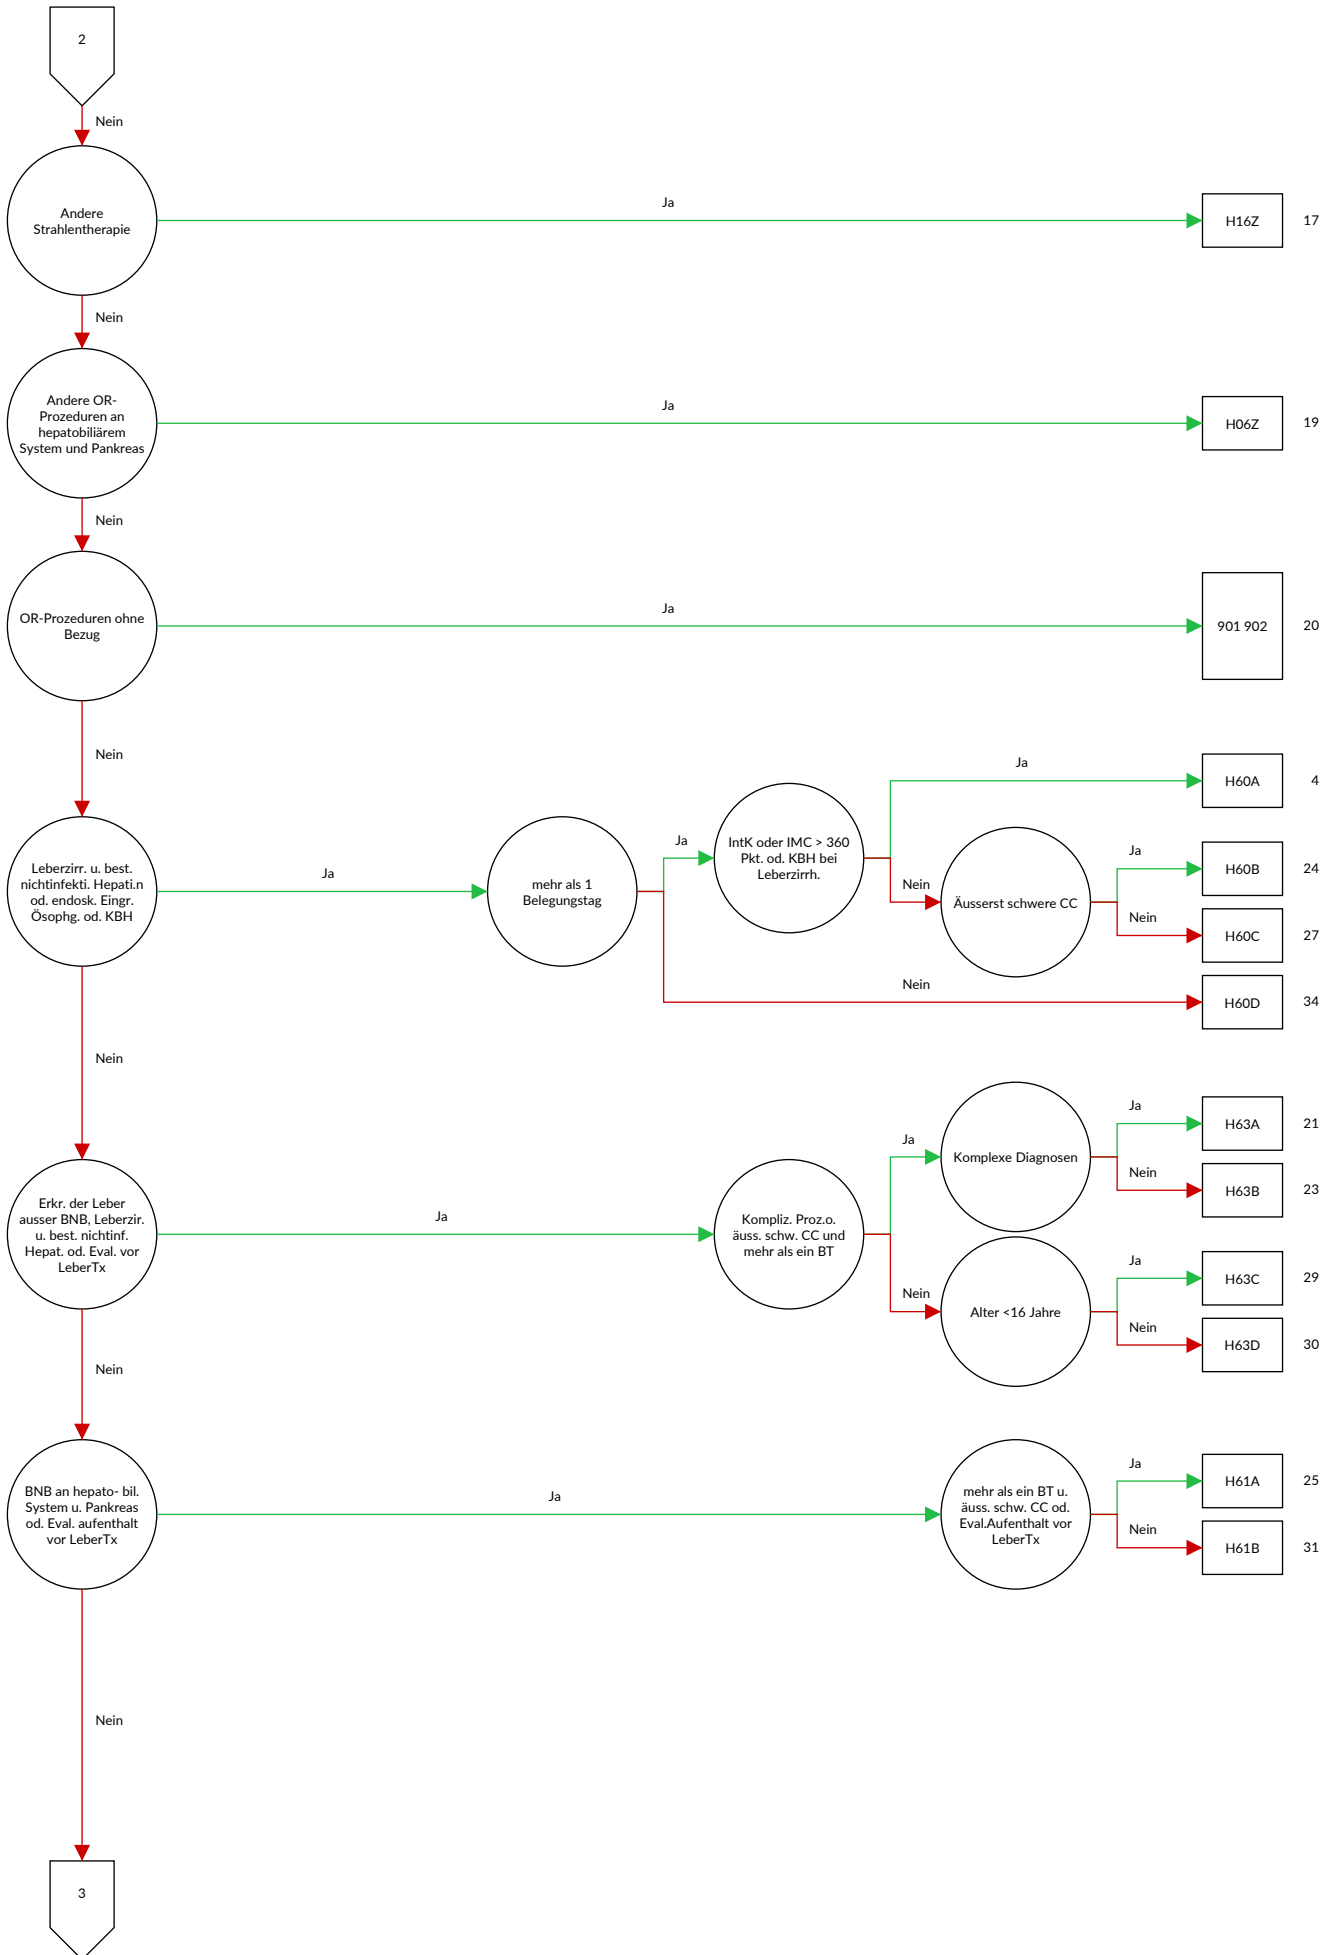 2
Nein
Andere
Strahlentherapie
Ja
H16Z
17
Nein
Andere OR-
Prozeduren an
hepatobiliärem
System und Pankreas
Ja
H06Z
19
Nein
OR-Prozeduren ohne
Bezug
Ja
901 902
20
Nein
Leberzirr. u. best.
nichtinfekti. Hepati.n
od. endosk. Eingr.
Ösophg. od. KBH
Ja
mehr als 1
Belegungstag
Ja
IntK oder IMC > 360
Pkt. od. KBH bei
Leberzirrh.
Ja
H60A
4
Nein
Äusserst schwere CC
Ja
H60B
24
Nein
H60C
27
Nein
H60D
34
Nein
Erkr. der Leber
ausser BNB, Leberzir.
u. best. nichtinf.
Hepat. od. Eval. vor
LeberTx
Ja
Kompliz. Proz.o.
äuss. schw. CC und
mehr als ein BT
Ja
Komplexe Diagnosen
Ja
H63A
21
Nein
H63B
23
Nein
Alter <16 Jahre
Ja
H63C
29
Nein
H63D
30
Nein
BNB an hepato- bil.
System u. Pankreas
od. Eval. aufenthalt
vor LeberTx
Ja
mehr als ein BT u.
äuss. schw. CC od.
Eval.Aufenthalt vor
LeberTx
Ja
H61A
25
Nein
H61B
31
Nein
3